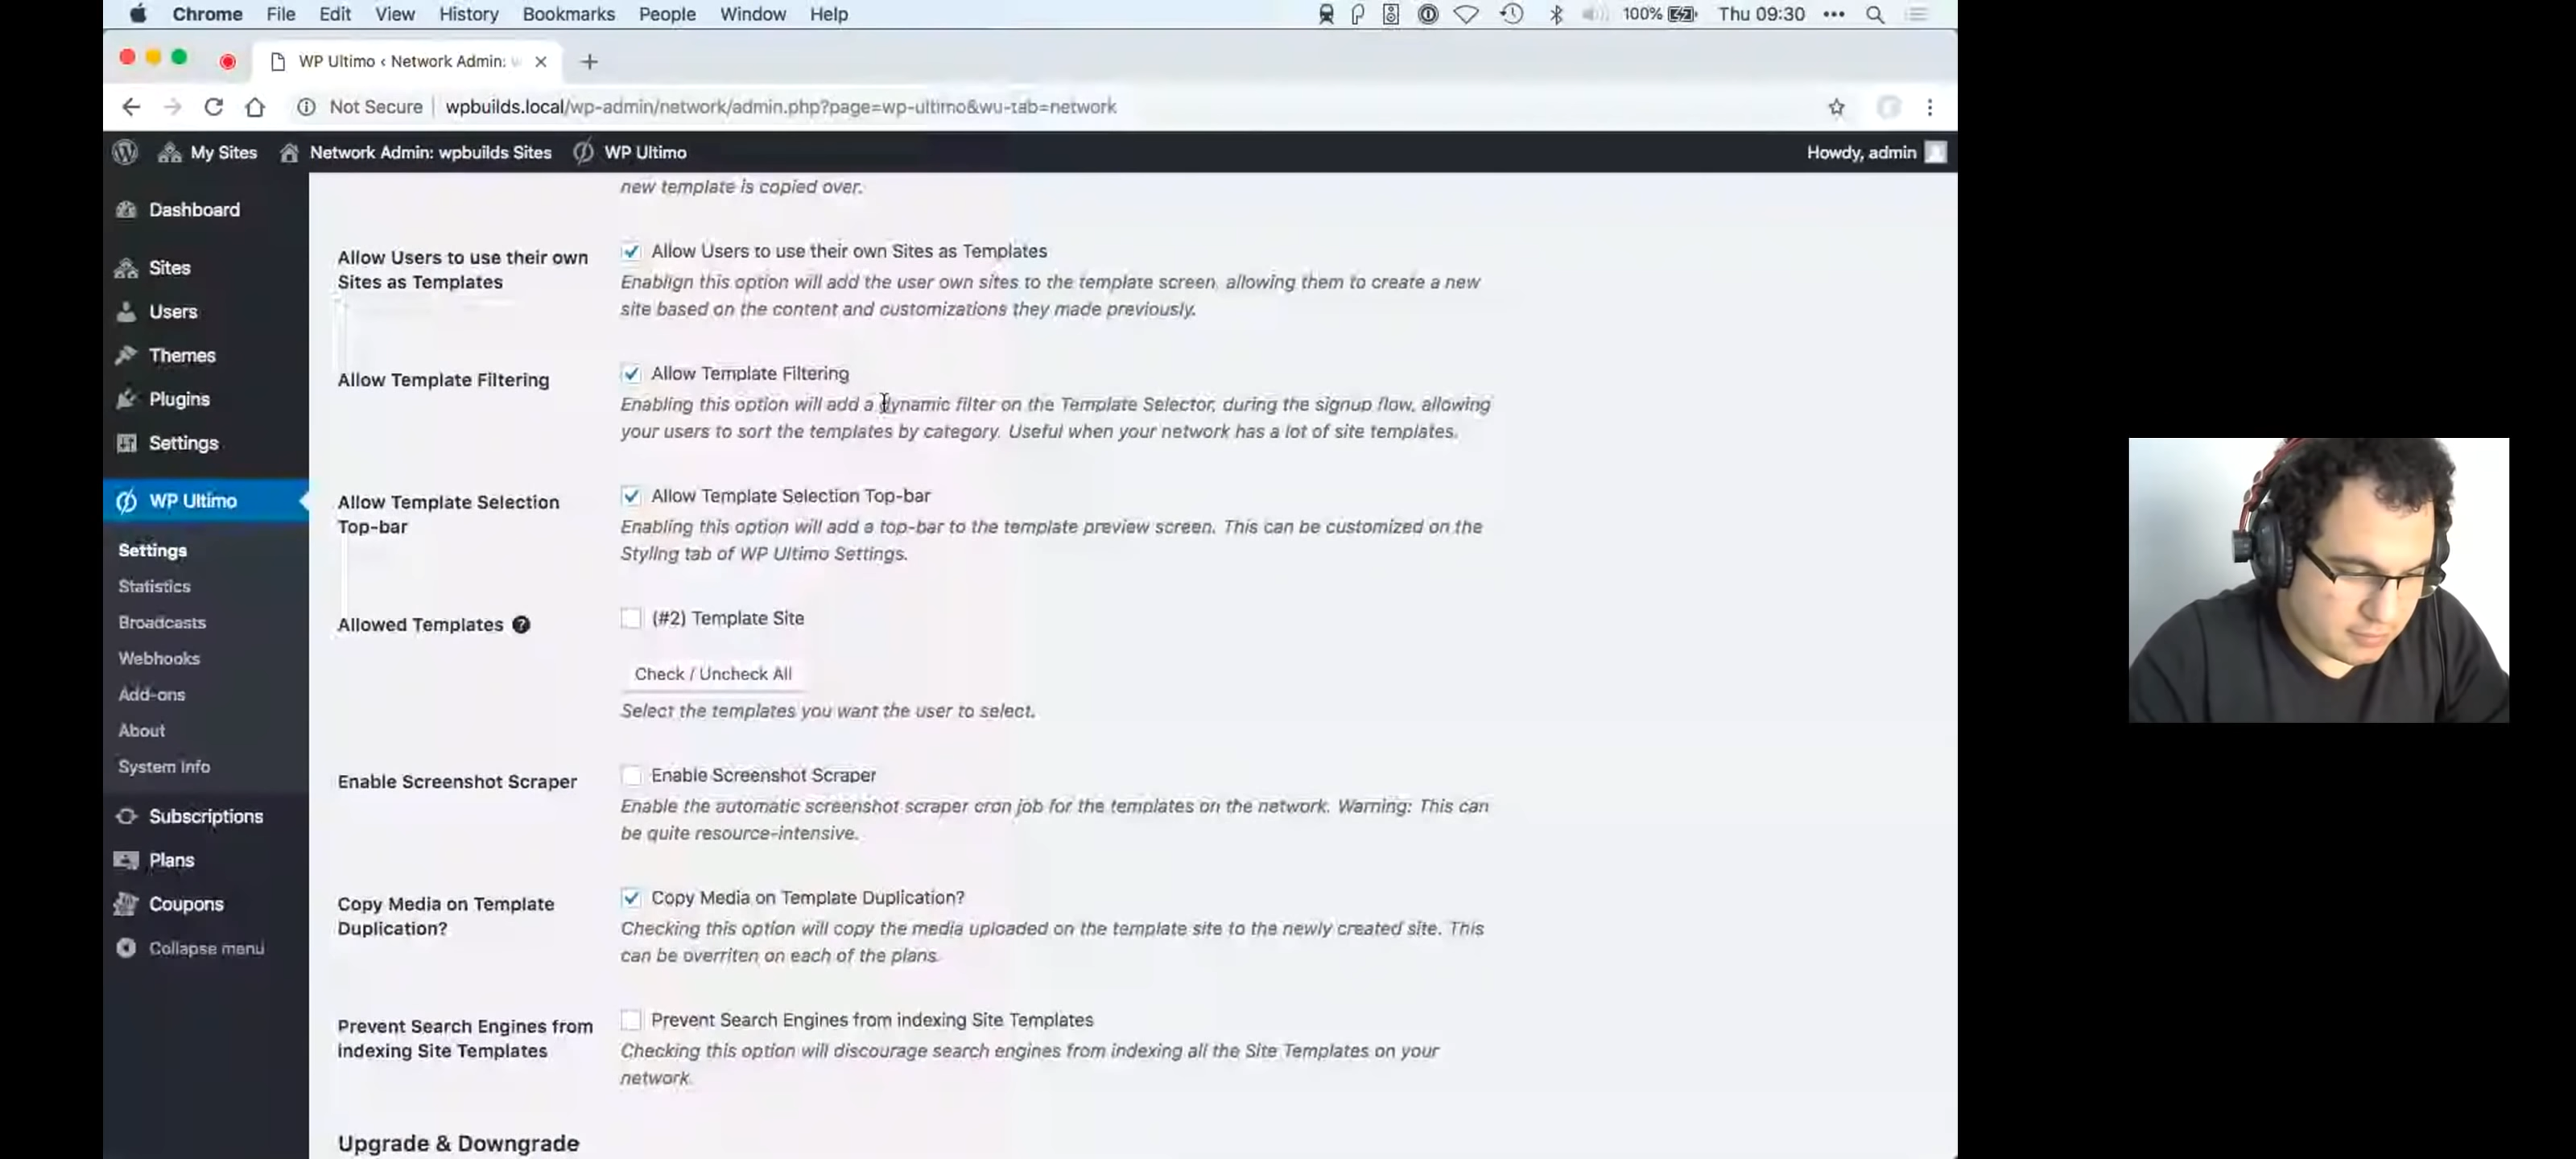 Chrome File Edit View History Bookmarks People Window Help 100% Thu 09:30
WP Ultimo ‹ Network Admin: w
Not Secure wpbuilds.local/wp-admin/network/admin.php?page=wp-ultimo&wu-tab=network
My Sites Network Admin: wpbuilds Sites WP Ultimo Howdy, admin
Dashboard
Sites
Users
Themes
Plugins
Settings
WP Ultimo
Settings
Statistics
Broadcasts
Webhooks
Add-ons
About
System Info
Subscriptions
Plans
Coupons
Collapse menu
new template is copied over.
Allow Users to use their own
Sites as Templates
Allow Users to use their own Sites as Templates
Enablign this option will add the user own sites to the template screen, allowing them to create a new
site based on the content and customizations they made previously.
Allow Template Filtering
Allow Template Filtering
Enabling this option will add a dynamic filter on the Template Selector, during the signup flow, allowing
your users to sort the templates by category. Useful when your network has a lot of site templates.
Allow Template Selection
Top-bar
Allow Template Selection Top-bar
Enabling this option will add a top-bar to the template preview screen. This can be customized on the
Styling tab of WP Ultimo Settings.
Allowed Templates ?
(#2) Template Site
Check / Uncheck All
Select the templates you want the user to select.
Enable Screenshot Scraper
Enable Screenshot Scraper
Enable the automatic screenshot scraper cron job for the templates on the network. Warning: This can
be quite resource-intensive.
Copy Media on Template
Duplication?
Copy Media on Template Duplication?
Checking this option will copy the media uploaded on the template site to the newly created site. This
can be overriten on each of the plans.
Prevent Search Engines from
indexing Site Templates
Prevent Search Engines from indexing Site Templates
Checking this option will discourage search engines from indexing all the Site Templates on your
network.
Upgrade & Downgrade